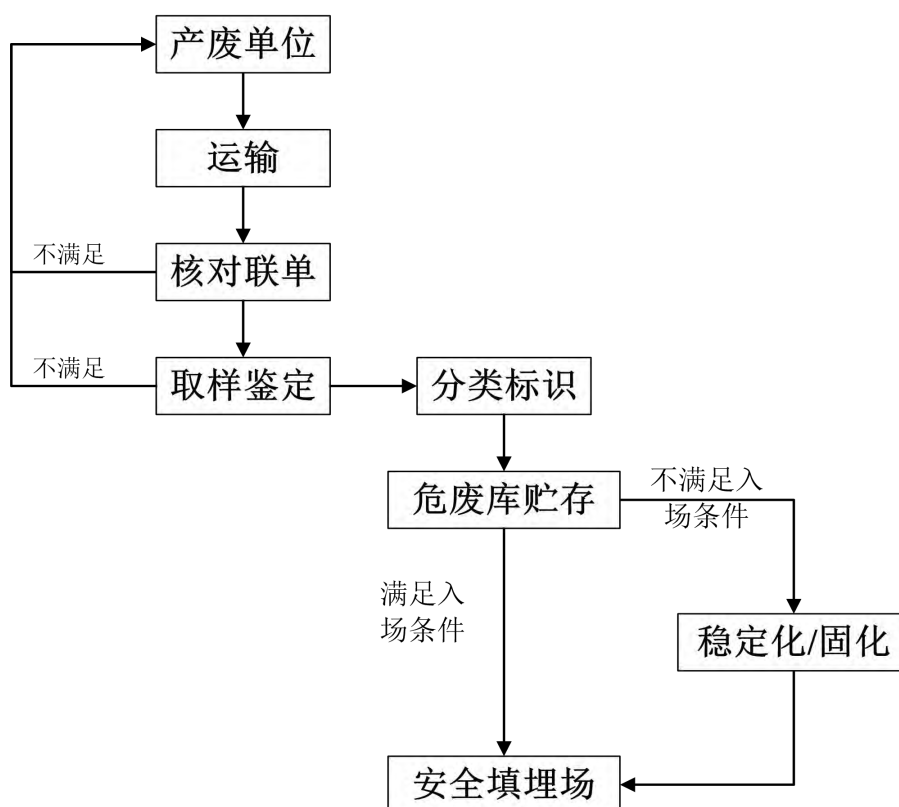 产废单位
运输
不满足
核对联单
不满足
取样鉴定
分类标识
危废库贮存
不满足入
场条件
满足入
场条件
稳定化/固化
安全填埋场